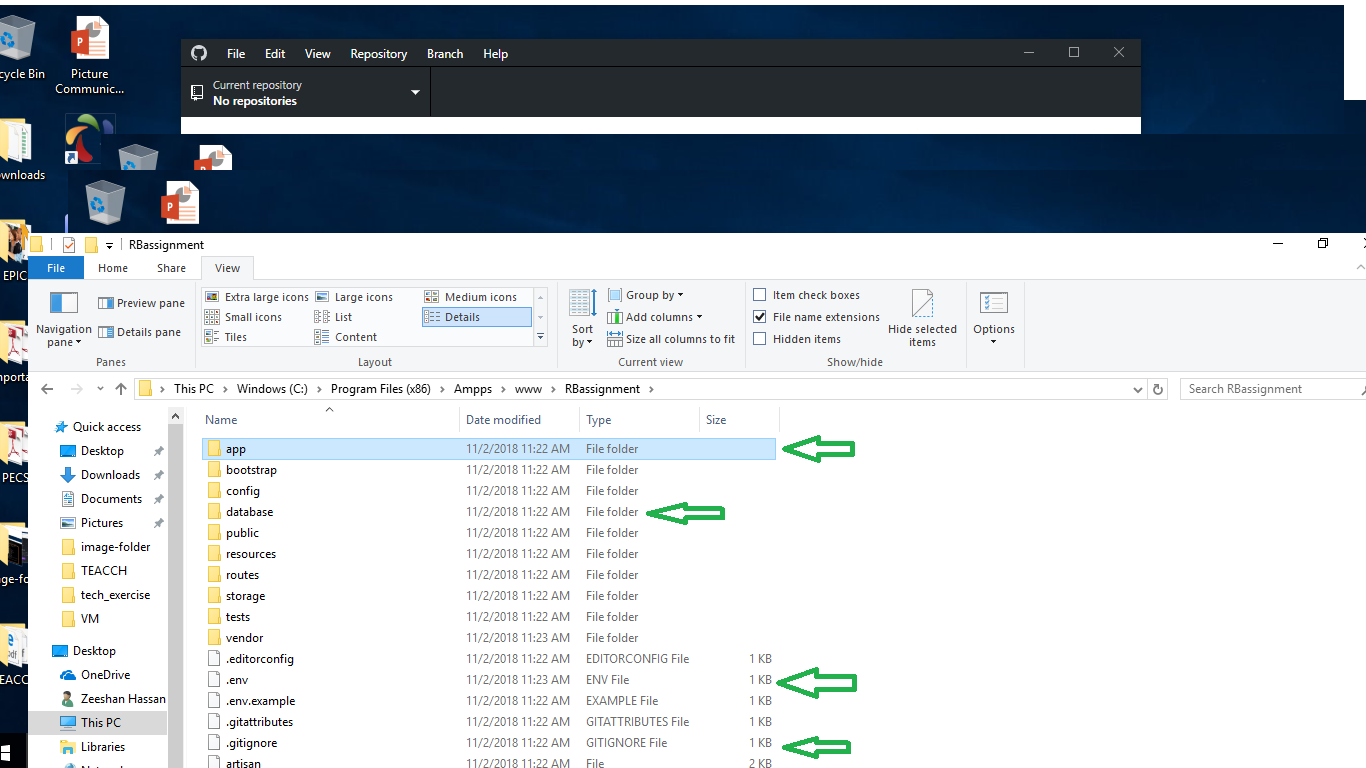 cycle Bin
Picture
Communic...
File Edit View Repository Branch Help
Current repository
No repositories
wnloads
EPIC
mporta
PECS
ge-fo
EACC
RBassignment
File Home Share View
Navigation
pane
Preview pane
Details pane
Panes
Extra large icons Large icons Medium icons
Small icons List Details
Tiles Content
Layout
Sort
by
Group by
Add columns
Size all columns to fit
Current view
Item check boxes
File name extensions
Hidden items
Hide selected
items
Show/hide
Options
This PC Windows (C:) Program Files (x86) Ampps www RBassignment
Search RBassignment
Quick access
Desktop
Downloads
Documents
Pictures
image-folder
TEACCH
tech_exercise
VM
Desktop
OneDrive
Zeeshan Hassan
This PC
Libraries
Name Date modified Type Size
app 11/2/2018 11:22 AM File folder
bootstrap 11/2/2018 11:22 AM File folder
config 11/2/2018 11:22 AM File folder
database 11/2/2018 11:22 AM File folder
public 11/2/2018 11:22 AM File folder
resources 11/2/2018 11:22 AM File folder
routes 11/2/2018 11:22 AM File folder
storage 11/2/2018 11:22 AM File folder
tests 11/2/2018 11:22 AM File folder
vendor 11/2/2018 11:23 AM File folder
.editorconfig 11/2/2018 11:22 AM EDITORCONFIG File 1 KB
.env 11/2/2018 11:23 AM ENV File 1 KB
.env.example 11/2/2018 11:22 AM EXAMPLE File 1 KB
.gitattributes 11/2/2018 11:22 AM GITATTRIBUTES File 1 KB
.gitignore 11/2/2018 11:22 AM GITIGNORE File 1 KB
artisan 11/2/2018 11:22 AM File 2 KB